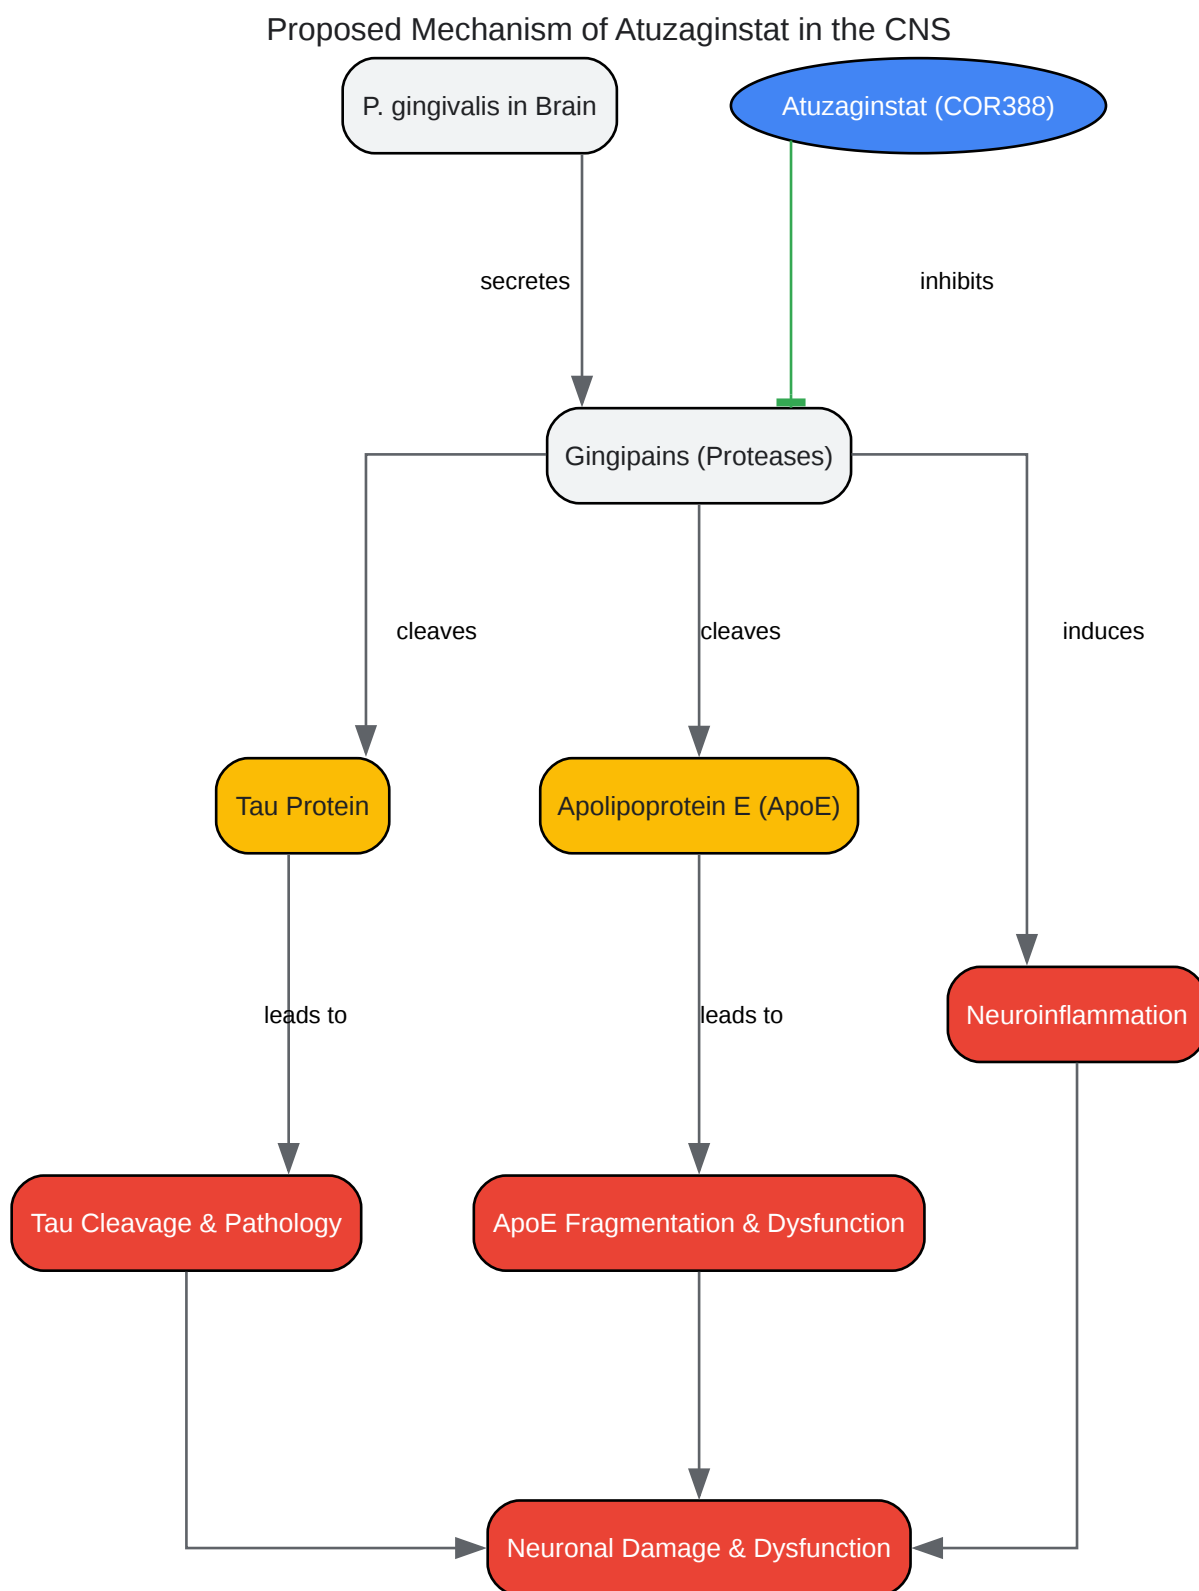 Proposed Mechanism of Atuzaginstat in the CNS
P. gingivalis in Brain
Atuzaginstat (COR388)
secretes
inhibits
Gingipains (Proteases)
cleaves
cleaves
induces
Tau Protein
Apolipoprotein E (ApoE)
leads to
leads to
Neuroinflammation
Tau Cleavage & Pathology
ApoE Fragmentation & Dysfunction
Neuronal Damage & Dysfunction